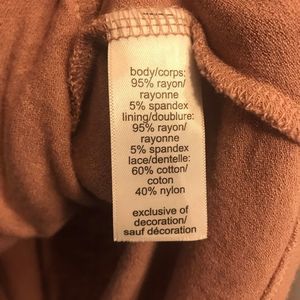 body/corps:
95% rayon/
rayonne
5% spandex
lining/doublure:
95% rayon/
rayonne
5% spandex
lace/dentelle:
60% cotton/
coton
40% nylon
exclusive of
decoration/
sauf décoration